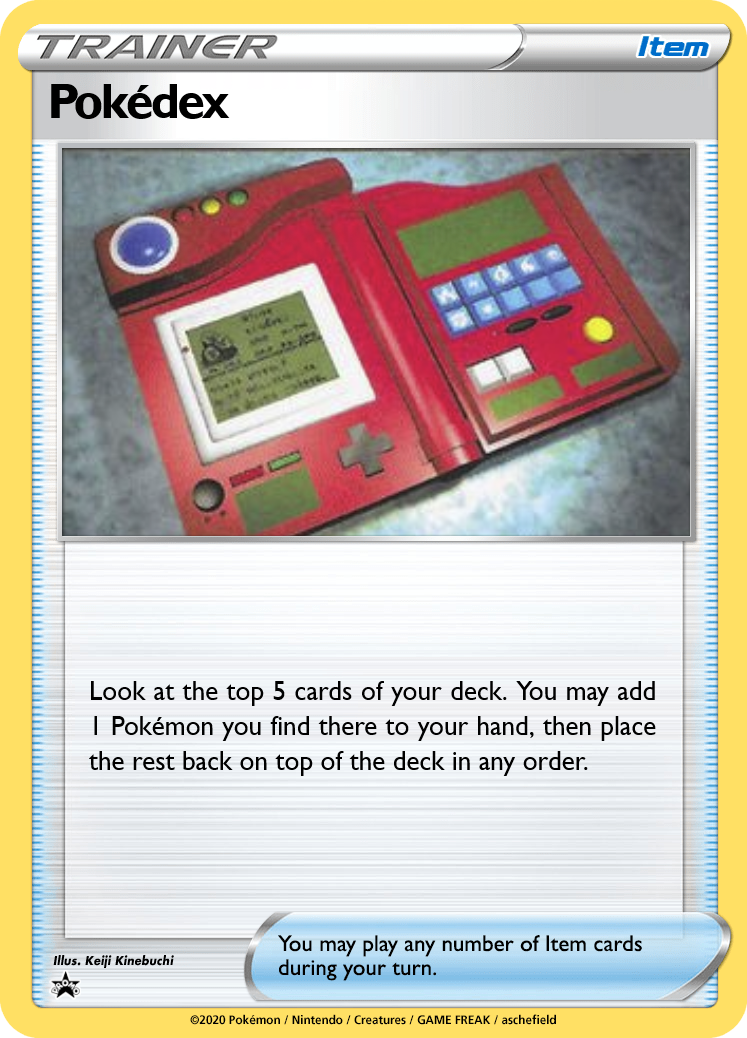 TRAINER
Item
Pokédex
Look at the top 5 cards of your deck. You may add
1 Pokémon you find there to your hand, then place
the rest back on top of the deck in any order.
You may play any number of Item cards
during your turn.
Illus. Keiji Kinebuchi
PROMO
©2020 Pokémon / Nintendo / Creatures / GAME FREAK / aschefield